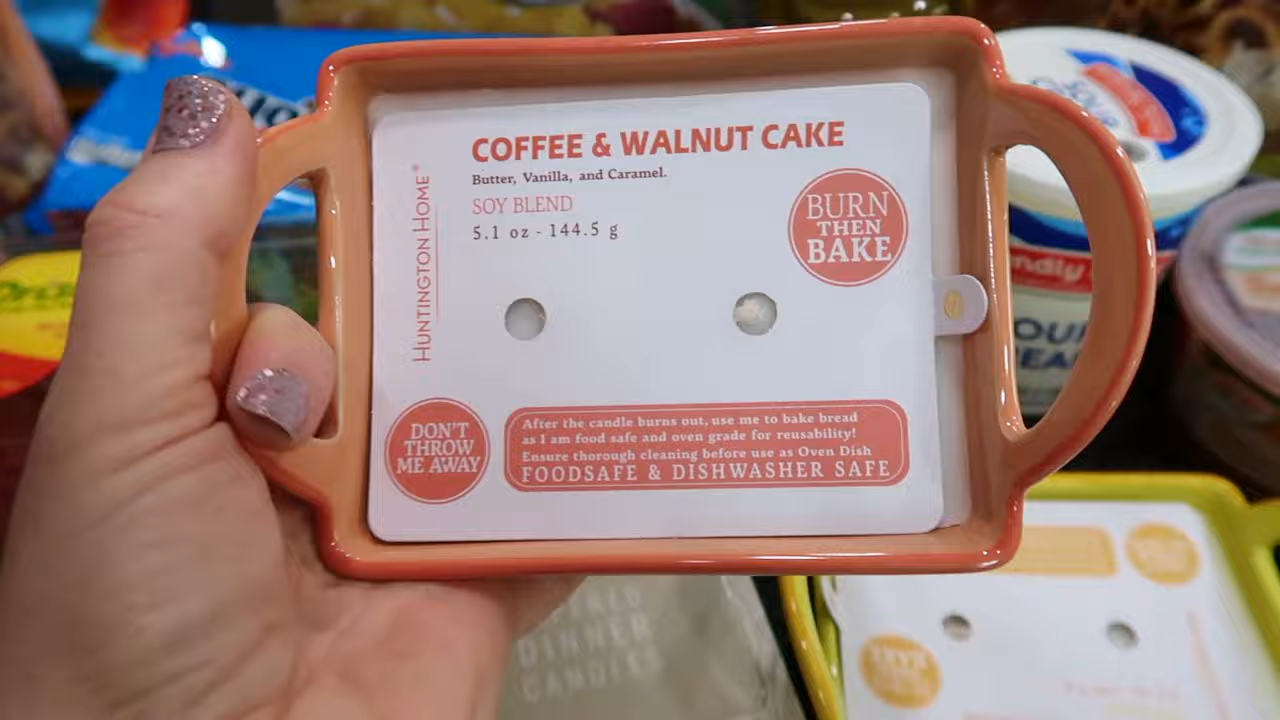 COFFEE & WALNUT CAKE
Butter, Vanilla, and Caramel.
SOY BLEND
5.1 oz - 144.5 g
HUNTINGTON HOME®
BURN
THEN
BAKE
DON'T
THROW
ME AWAY
After the candle burns out, use me to bake bread
as I am food safe and oven grade for reusability!
Ensure thorough cleaning before use as Oven Dish
FOODSAFE & DISHWASHER SAFE
DINNER
CANDLES